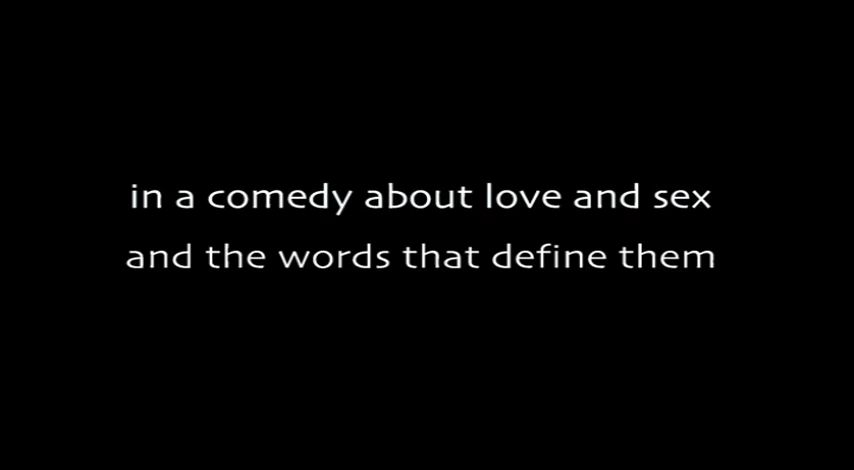 in a comedy about love and sex
and the words that define them